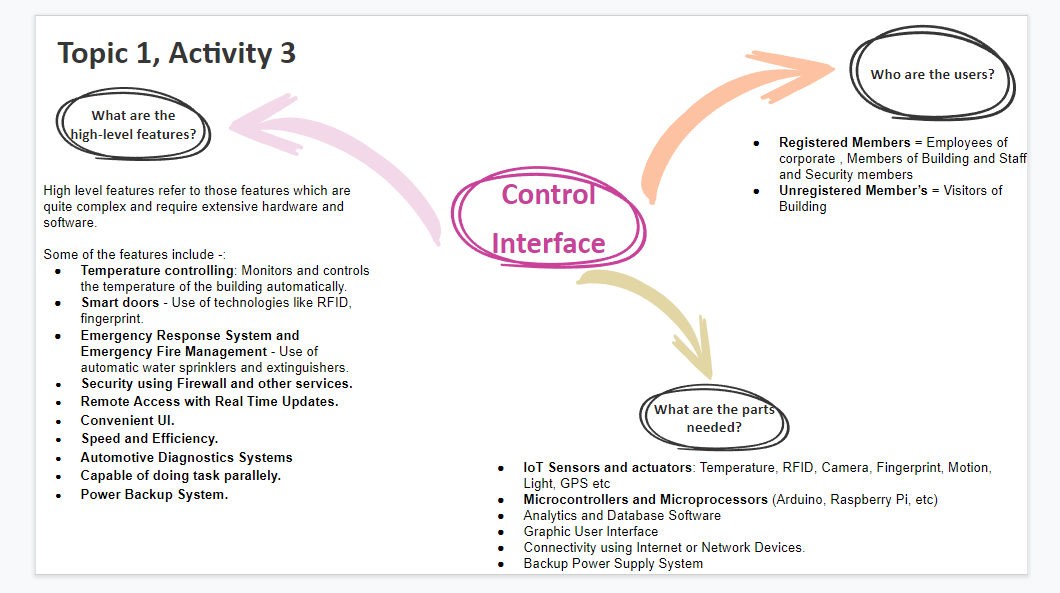 Topic 1, Activity 3
What are the
high-level features?
High level features refer to those features which are
quite complex and require extensive hardware and
software.
Some of the features include -:
● Temperature controlling: Monitors and controls
the temperature of the building automatically.
● Smart doors - Use of technologies like RFID,
fingerprint.
● Emergency Response System and
Emergency Fire Management - Use of
automatic water sprinklers and extinguishers.
● Security using Firewall and other services.
● Remote Access with Real Time Updates.
● Convenient UI.
● Speed and Efficiency.
● Automotive Diagnostics Systems
● Capable of doing task parallely.
● Power Backup System.
Control
Interface
Who are the users?
● Registered Members = Employees of
corporate , Members of Building and Staff
and Security members
● Unregistered Member’s = Visitors of
Building
What are the parts
needed?
● IoT Sensors and actuators: Temperature, RFID, Camera, Fingerprint, Motion,
Light, GPS etc
● Microcontrollers and Microprocessors (Arduino, Raspberry Pi, etc)
● Analytics and Database Software
● Graphic User Interface
● Connectivity using Internet or Network Devices.
● Backup Power Supply System